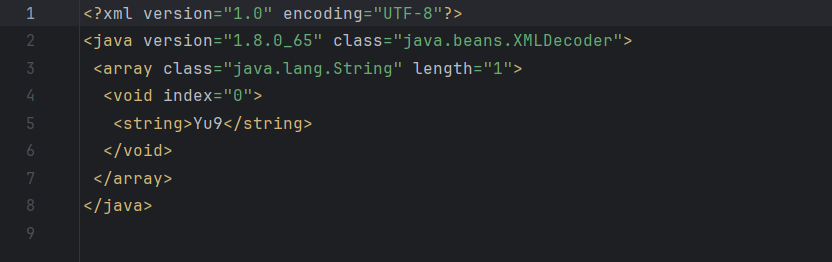 1 <?xml version="1.0" encoding="UTF-8"?>
2 <java version="1.8.0_65" class="java.beans.XMLDecoder">
3  <array class="java.lang.String" length="1">
4   <void index="0">
5    <string>Yu9</string>
6   </void>
7  </array>
8 </java>
9